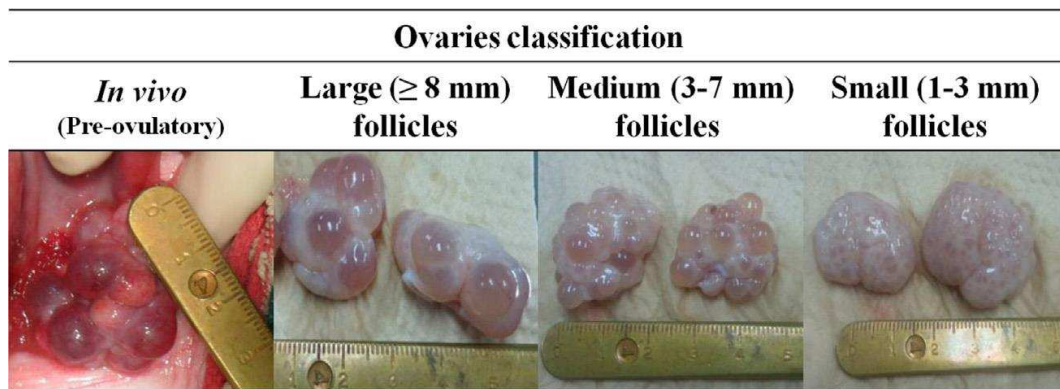 Ovaries classification
In vivo
(Pre-ovulatory)
Large (≥ 8 mm)
follicles
Medium (3-7 mm)
follicles
Small (1-3 mm)
follicles